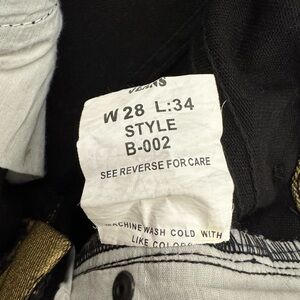 JEANS
W 28 L:34
STYLE
B-002
SEE REVERSE FOR CARE
MACHINE WASH COLD WITH
LIKE COLORS